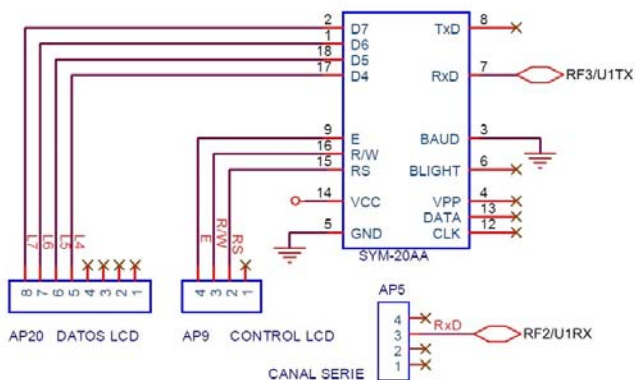 2 D7 TxD 8
1 D6
18 D5
17 D4 RxD 7 RF3/U1TX
9 E BAUD 3
16 R/W
15 RS BLIGHT 6
14 VCC VPP 4
DATA 13
5 GND CLK 12
SYM-20AA
L7 L6 L5 L4
E R/W RS
8 7 6 5 4 3 2 1
4 3 2 1
AP20 DATOS LCD
AP9 CONTROL LCD
AP5
4
3 RxD RF2/U1RX
2
1
CANAL SERIE